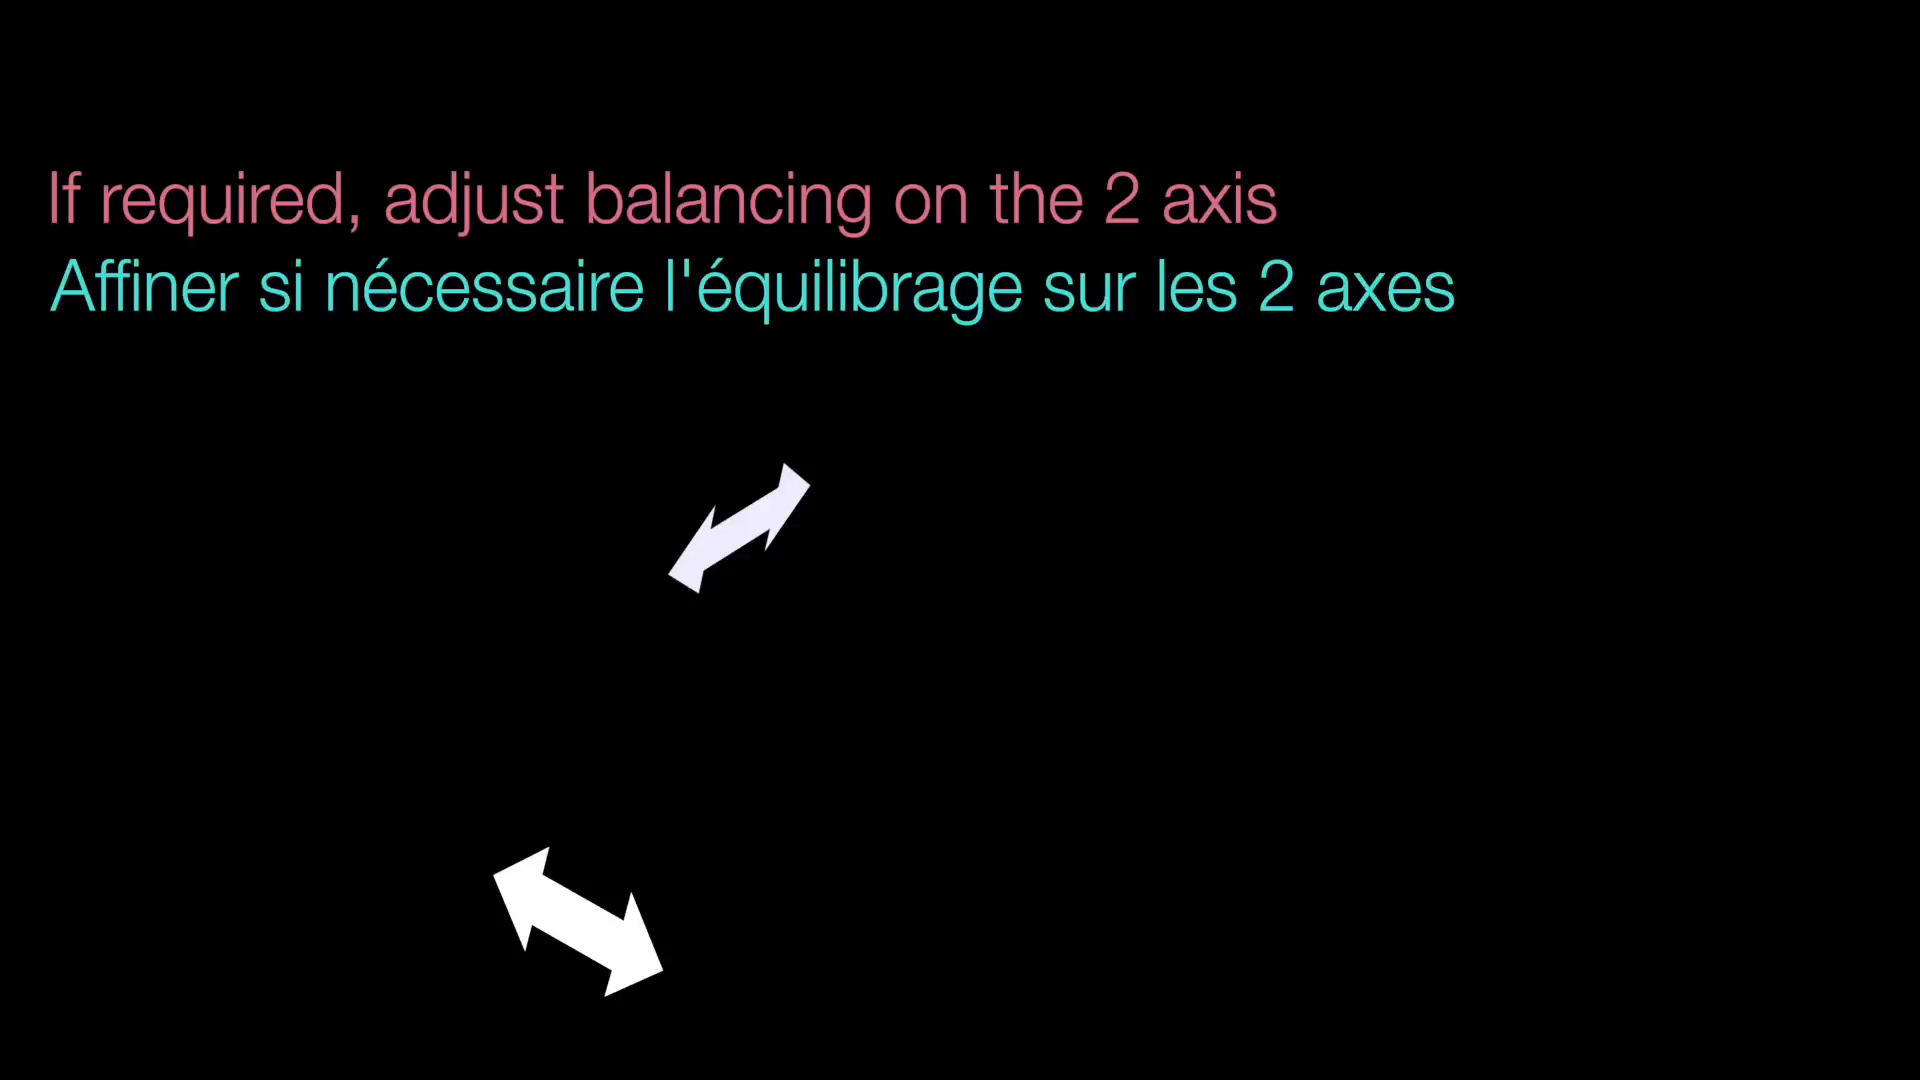 If required, adjust balancing on the 2 axis
Affiner si nécessaire l'équilibrage sur les 2 axes